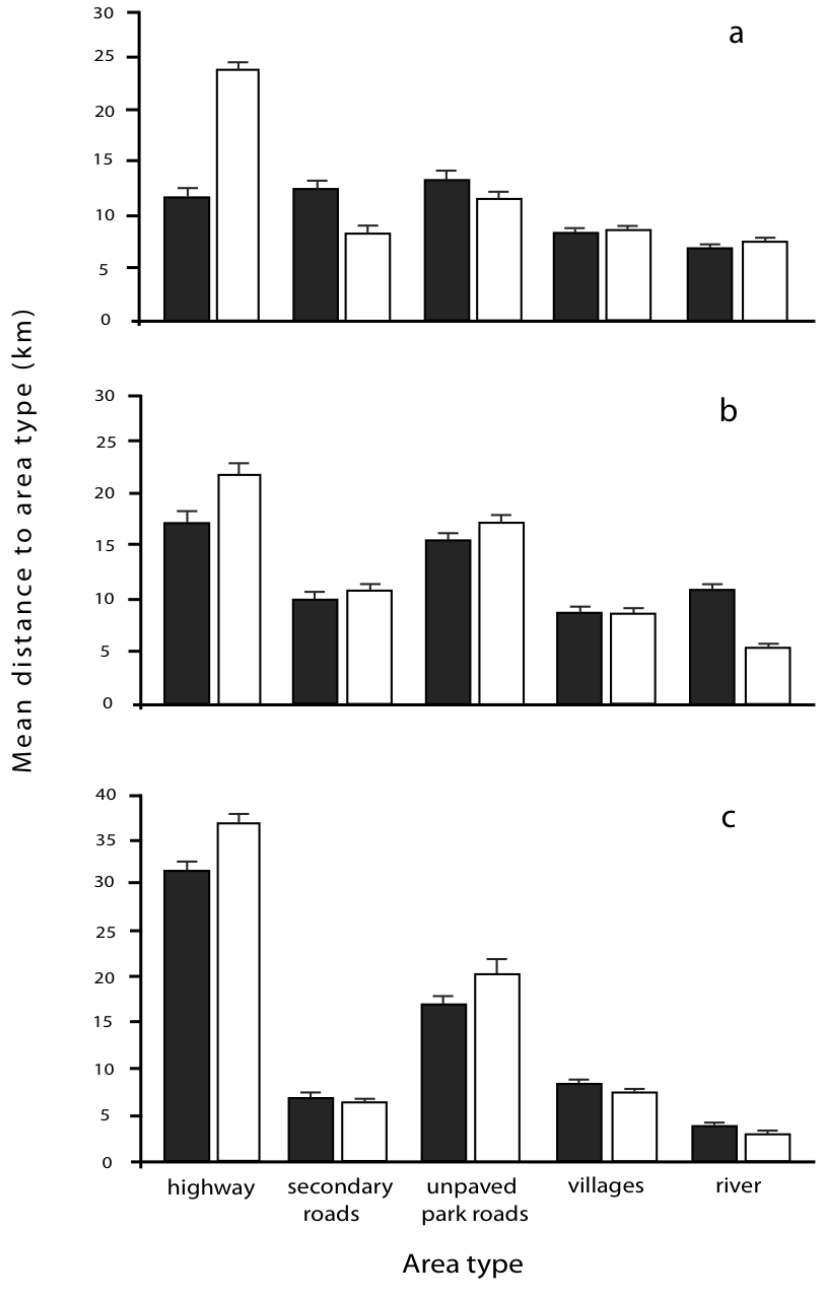 Mean distance to area type (km)
a
30
25
20
15
10
5
0
b
30
25
20
15
10
5
0
c
40
35
30
25
20
15
10
5
0
highway
secondary
roads
unpaved
park roads
villages
river
Area type